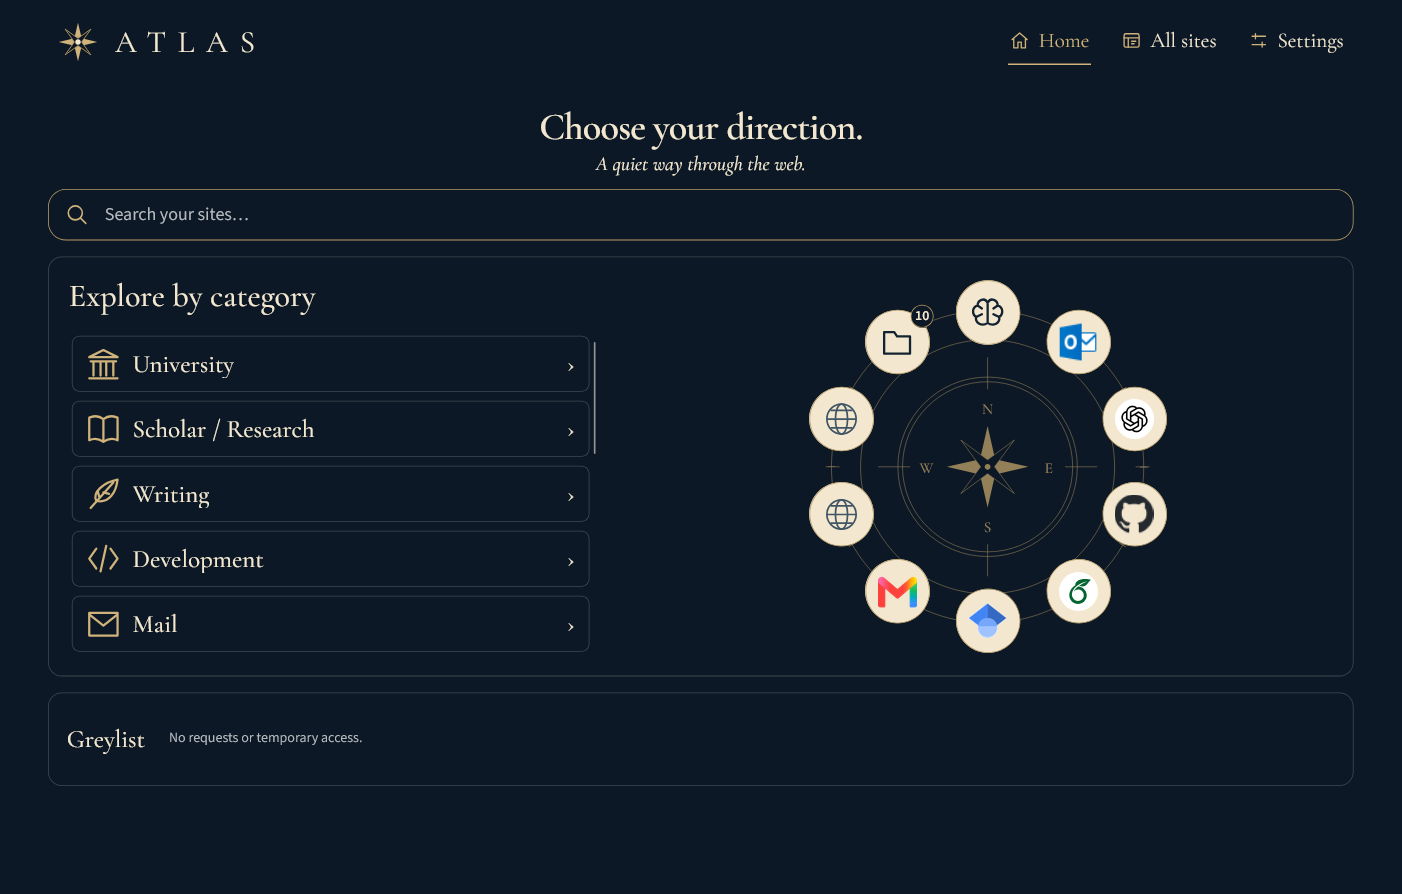 ATLAS
Home
All sites
Settings
Choose your direction.
A quiet way through the web.
Search your sites...
Explore by category
University
Scholar / Research
Writing
Development
Mail
10
N
W
E
S
O
Greylist
No requests or temporary access.